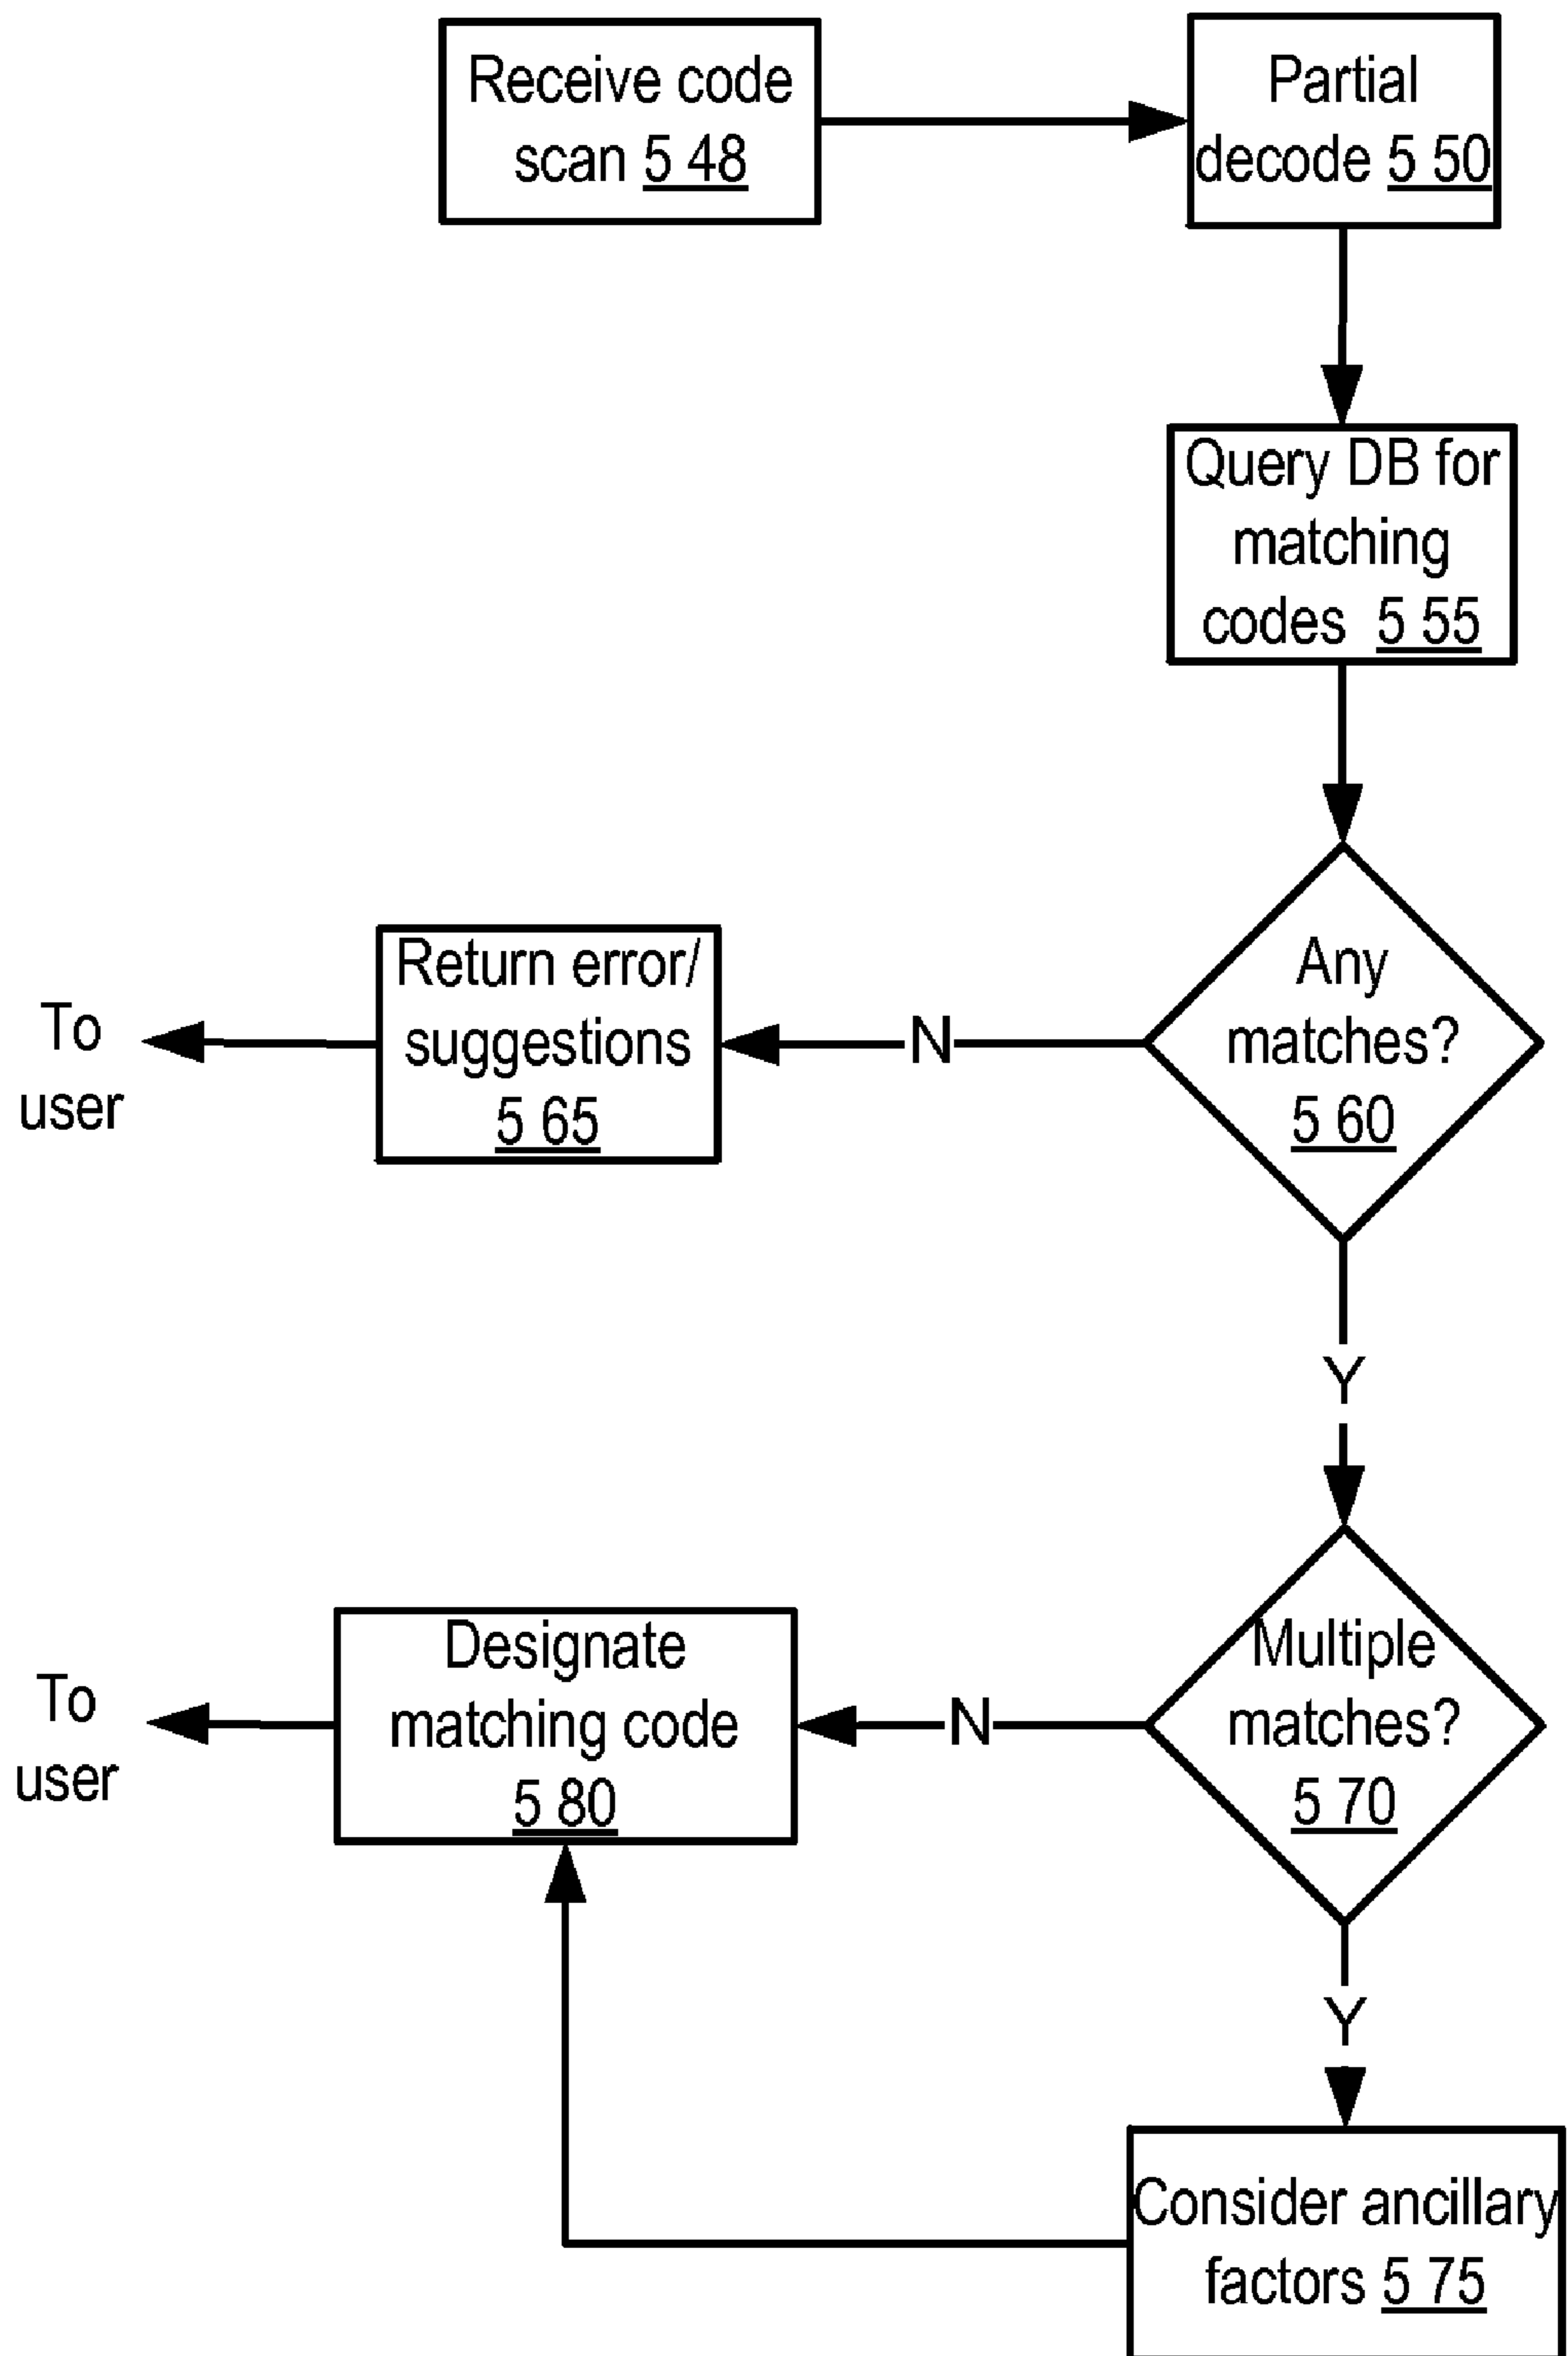 Receive code
scan 5 48
Partial
decode 5 50
Query DB for
matching
codes 5 55
Any
matches?
5 60
N
Return error/
suggestions
5 65
To
user
Y
Multiple
matches?
5 70
N
Designate
matching code
5 80
To
user
Y
Consider ancillary
factors 5 75